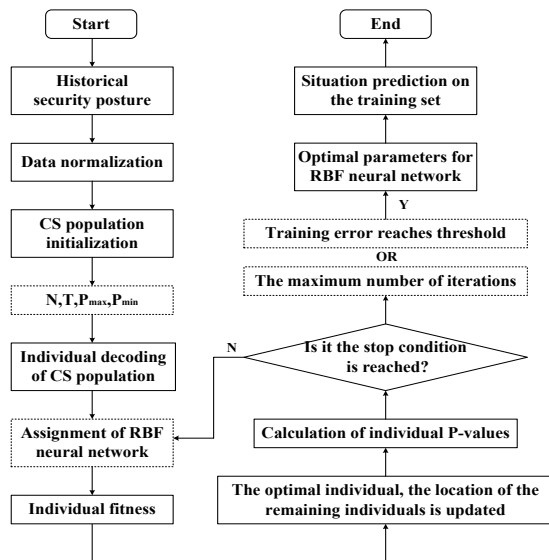 Start
Historical
security posture
Data normalization
CS population
initialization
N,T,Pmax,Pmin
Individual decoding
of CS population
Assignment of RBF
neural network
Individual fitness
End
Situation prediction on
the training set
Optimal parameters for
RBF neural network
Y
Training error reaches threshold
OR
The maximum number of iterations
N
Is it the stop condition
is reached?
Calculation of individual P-values
The optimal individual, the location of the
remaining individuals is updated